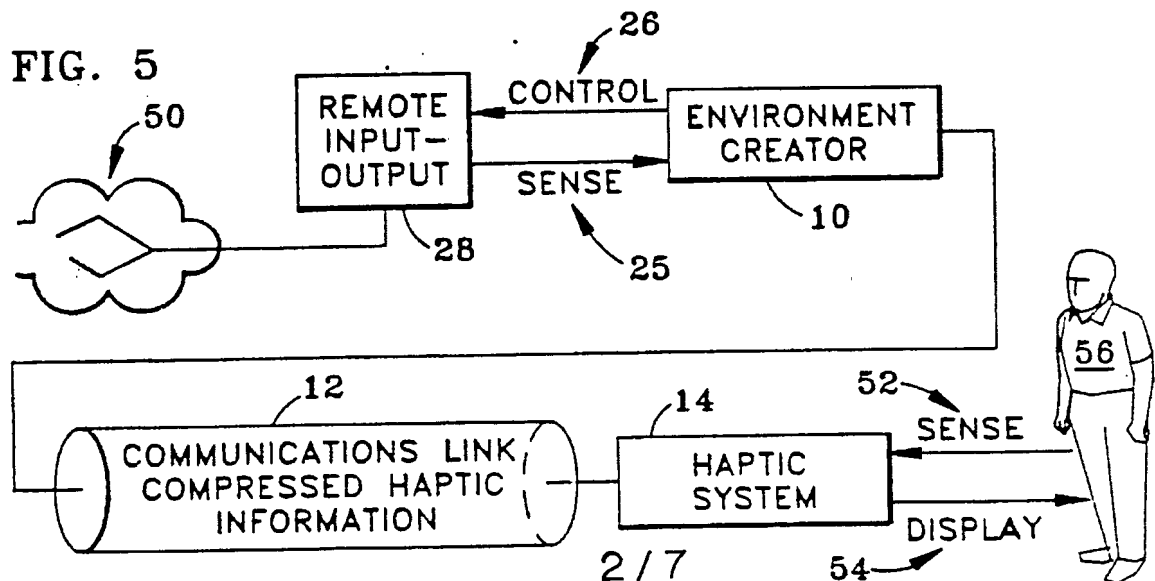 FIG. 5
50
26
REMOTE
INPUT-
OUTPUT
28
CONTROL
SENSE
25
ENVIRONMENT
CREATOR
10
12
COMMUNICATIONS LINK
COMPRESSED HAPTIC
INFORMATION
14
HAPTIC
SYSTEM
52
SENSE
DISPLAY
54
56
2/7